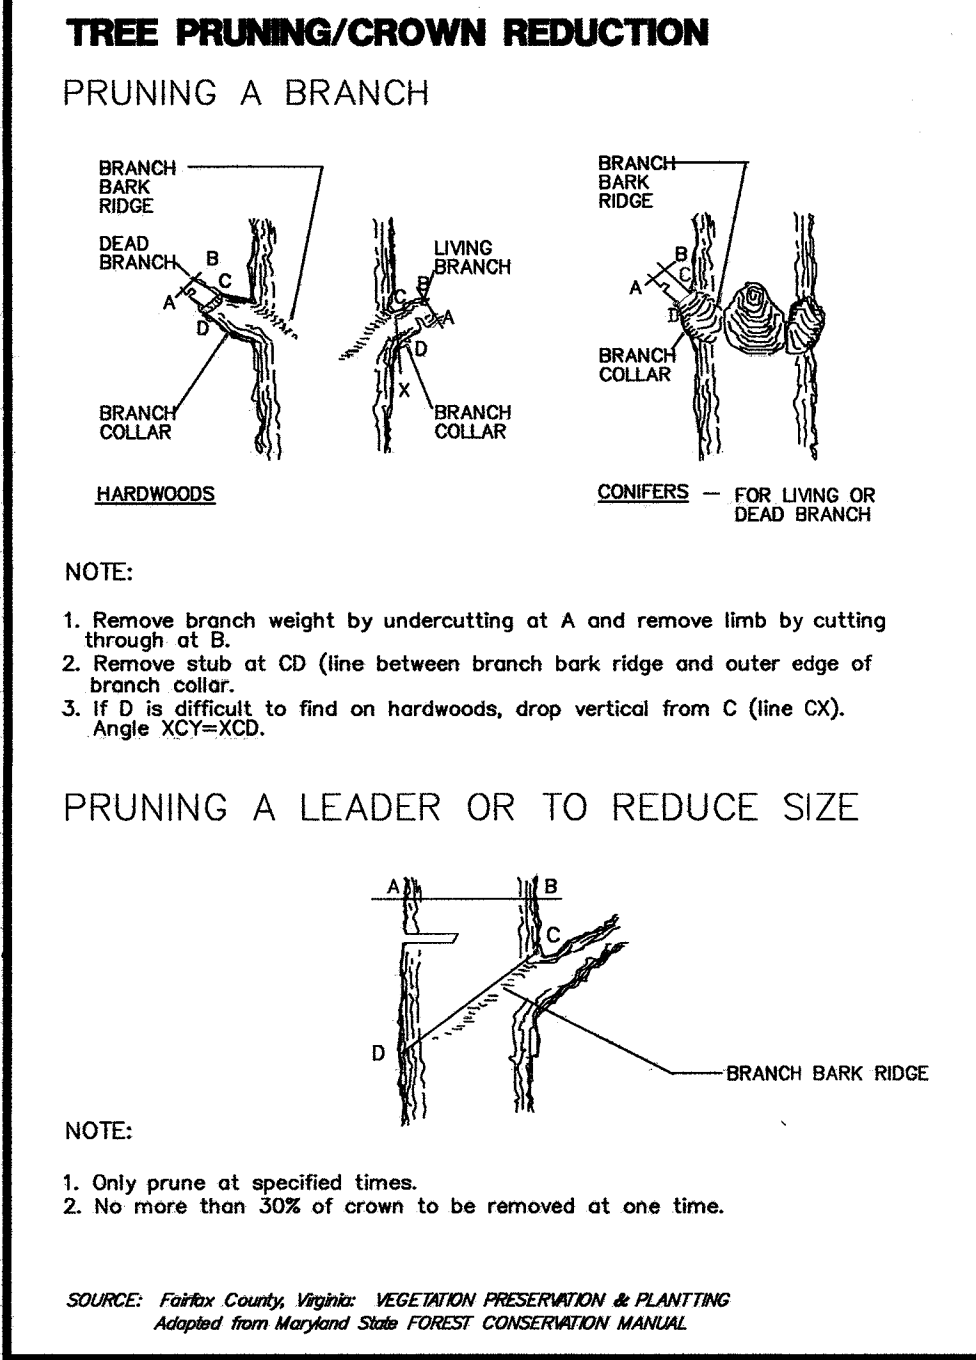 TREE PRUNING/CROWN REDUCTION
PRUNING A BRANCH
BRANCH
BARK
RIDGE
DEAD
BRANCH
B
C
A
D
BRANCH
COLLAR
HARDWOODS
LIVING
BRANCH
C
B
A
D
X
BRANCH
COLLAR
BRANCH
BARK
RIDGE
B
C
A
D
BRANCH
COLLAR
CONIFERS — FOR LIVING OR
DEAD BRANCH
NOTE:
1. Remove branch weight by undercutting at A and remove limb by cutting
through at B.
2. Remove stub at CD (line between branch bark ridge and outer edge of
branch collar.
3. If D is difficult to find on hardwoods, drop vertical from C (line CX).
Angle XCY=XCD.
PRUNING A LEADER OR TO REDUCE SIZE
A
B
C
D
BRANCH BARK RIDGE
NOTE:
1. Only prune at specified times.
2. No more than 30% of crown to be removed at one time.
SOURCE: Fairfax County, Virginia: VEGETATION PRESERVATION & PLANTTING
Adapted from Maryland State FOREST CONSERVATION MANUAL